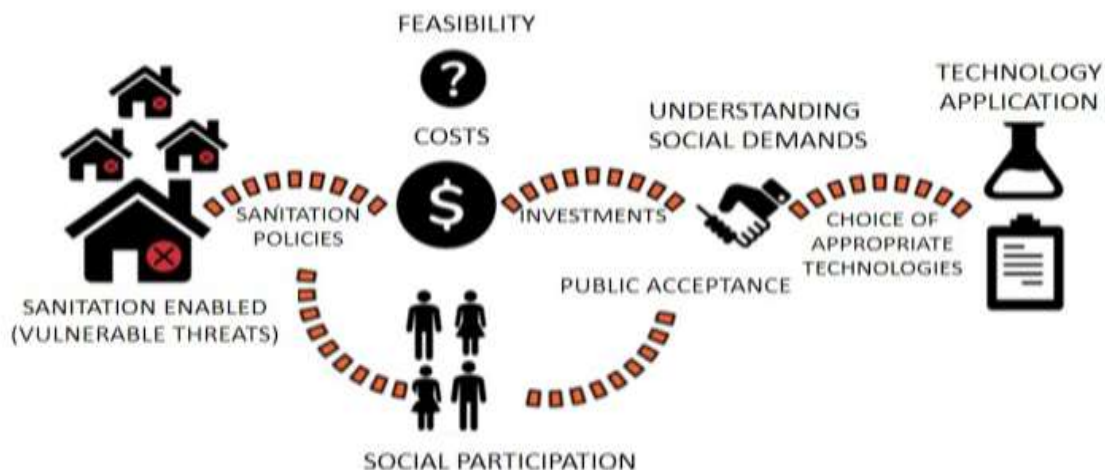 FEASIBILITY
?
COSTS
$
SANITATION
POLICIES
SANITATION ENABLED
(VULNERABLE THREATS)
INVESTMENTS
UNDERSTANDING
SOCIAL DEMANDS
PUBLIC ACCEPTANCE
SOCIAL PARTICIPATION
CHOICE OF
APPROPRIATE
TECHNOLOGIES
TECHNOLOGY
APPLICATION